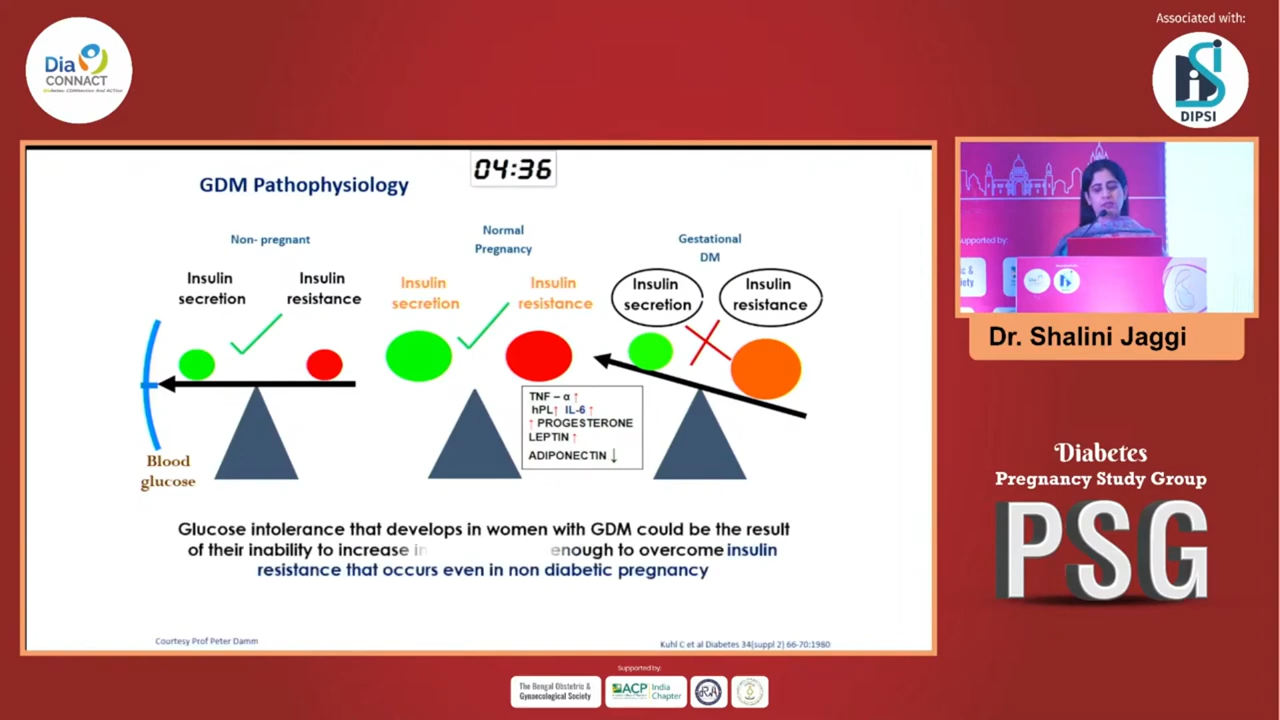 Dia
CONNACT
Diabetes- CONNection And ACTion
Associated with:
DIPSI
04:36
GDM Pathophysiology
Non- pregnant
Normal
Pregnancy
Gestational
DM
Insulin
secretion
Insulin
resistance
Insulin
secretion
Insulin
resistance
Insulin
secretion
Insulin
resistance
TNF – α ↑
hPL↑ IL-6 ↑
↑ PROGESTERONE
LEPTIN ↑
ADIPONECTIN ↓
Blood
glucose
Glucose intolerance that develops in women with GDM could be the result
of their inability to increase in enough to overcome insulin
resistance that occurs even in non diabetic pregnancy
Courtesy Prof Peter Damm
Kuhl C et al Diabetes 34(suppl 2) 66-70:1980
supported by:
Dr. Shalini Jaggi
Diabetes
Pregnancy Study Group
PSG
Supported by:
The Bengal Obstetric &
Gynaecological Society
ACP
India
Chapter